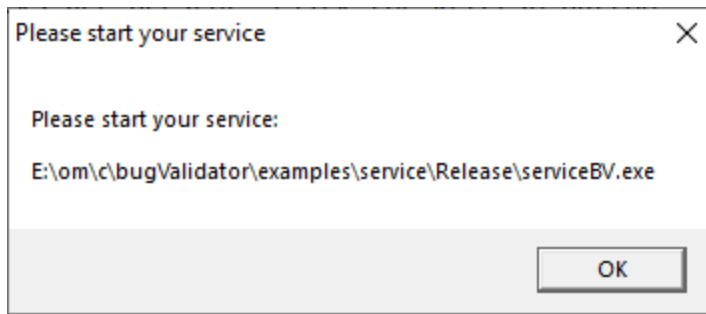 Please start your service
Please start your service:
E:\om\c\bugValidator\examples\service\Release\serviceBV.exe
OK